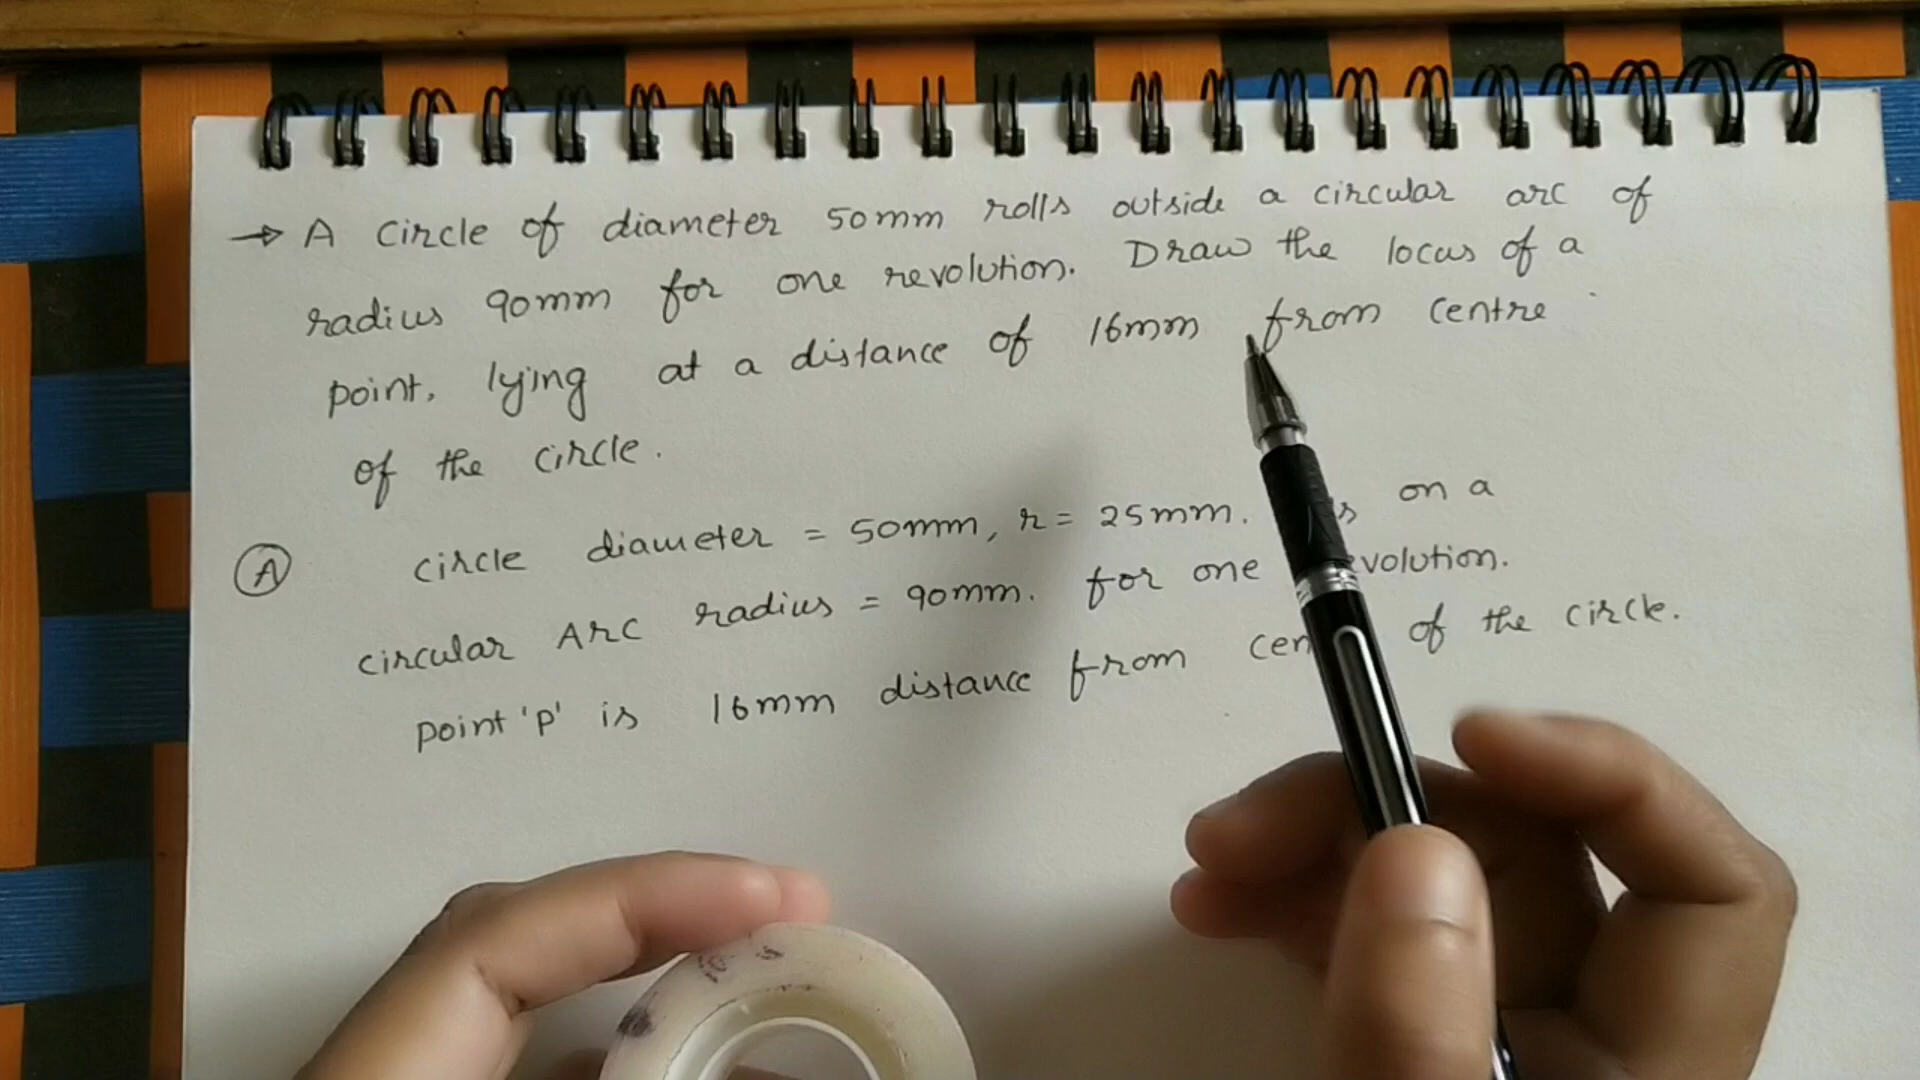 → A circle of diameter 50mm rolls outside a circular arc of
radius 90mm for one revolution. Draw the locus of a
point, lying at a distance of 16mm from centre
of the circle.
A circle diameter = 50mm, r = 25mm. on a
circular Arc radius = 90mm. for one evolution.
point 'p' is 16mm distance from cen of the circle.